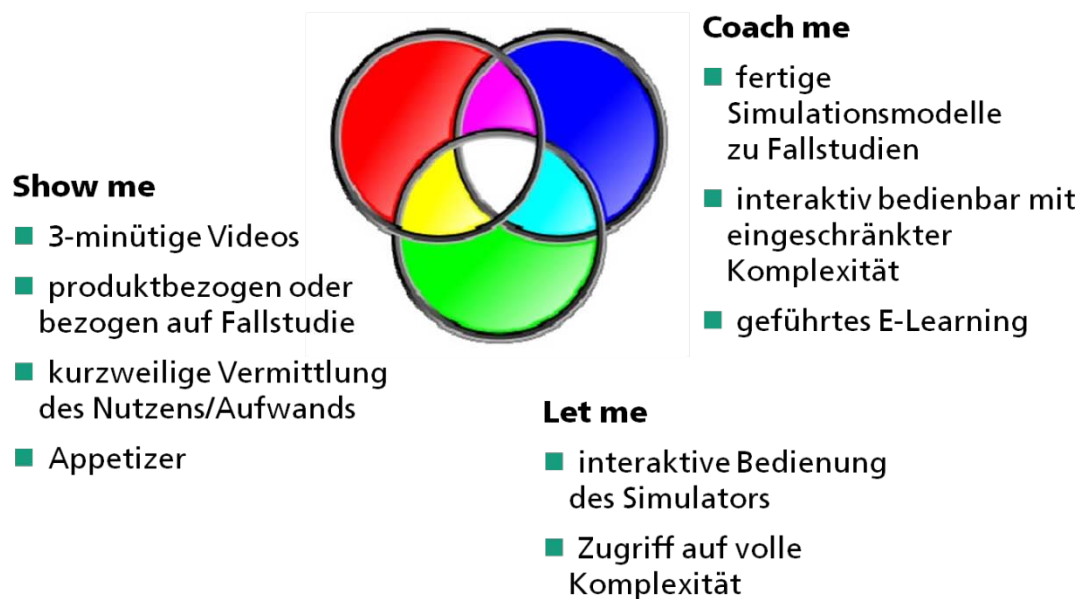 Show me
3-minütige Videos
produktbezogen oder
bezogen auf Fallstudie
kurzweilige Vermittlung
des Nutzens/Aufwands
Appetizer
Coach me
fertige
Simulationsmodelle
zu Fallstudien
interaktiv bedienbar mit
eingeschränkter
Komplexität
geführtes E-Learning
Let me
interaktive Bedienung
des Simulators
Zugriff auf volle
Komplexität